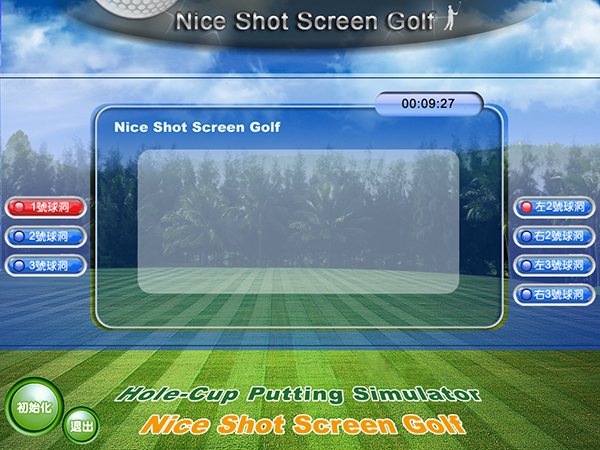 Nice Shot Screen Golf
00:09:27
Nice Shot Screen Golf
1號球洞
2號球洞
3號球洞
左2號球洞
右2號球洞
左3號球洞
右3號球洞
初始化
退出
Hole-Cup Putting Simulator
Nice Shot Screen Golf